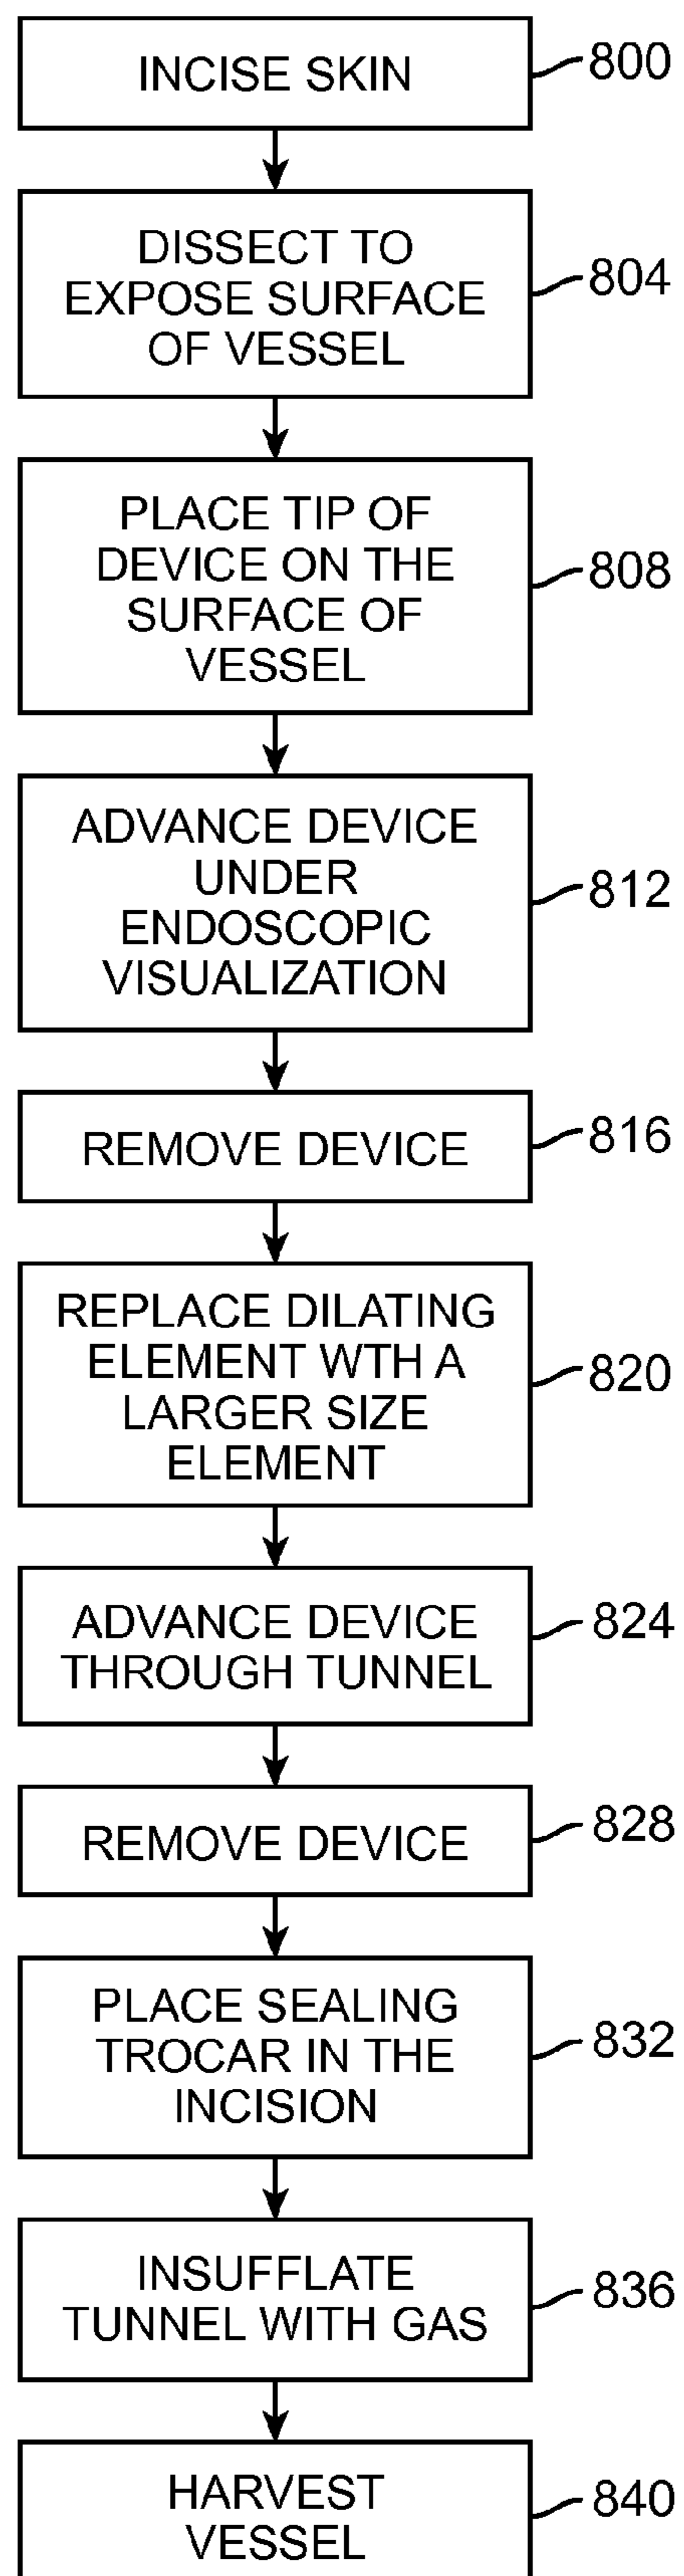 INCISE SKIN
800
DISSECT TO
EXPOSE SURFACE
OF VESSEL
804
PLACE TIP OF
DEVICE ON THE
SURFACE OF
VESSEL
808
ADVANCE DEVICE
UNDER
ENDOSCOPIC
VISUALIZATION
812
REMOVE DEVICE
816
REPLACE DILATING
ELEMENT WTH A
LARGER SIZE
ELEMENT
820
ADVANCE DEVICE
THROUGH TUNNEL
824
REMOVE DEVICE
828
PLACE SEALING
TROCAR IN THE
INCISION
832
INSUFFLATE
TUNNEL WITH GAS
836
HARVEST
VESSEL
840